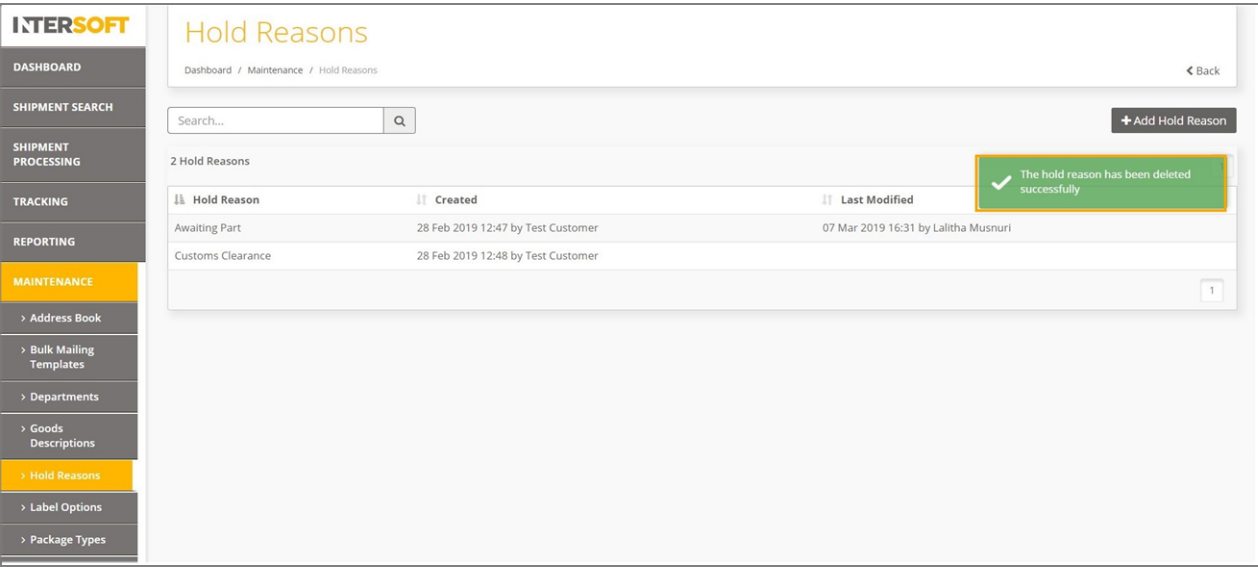 INTERSOFT
DASHBOARD
SHIPMENT SEARCH
SHIPMENT
PROCESSING
TRACKING
REPORTING
MAINTENANCE
> Address Book
> Bulk Mailing
Templates
> Departments
> Goods
Descriptions
> Hold Reasons
> Label Options
> Package Types
Hold Reasons
Dashboard / Maintenance / Hold Reasons
Back
Search...
+ Add Hold Reason
2 Hold Reasons
The hold reason has been deleted
successfully
Hold Reason Created Last Modified
Awaiting Part 28 Feb 2019 12:47 by Test Customer 07 Mar 2019 16:31 by Lalitha Musnuri
Customs Clearance 28 Feb 2019 12:48 by Test Customer
1